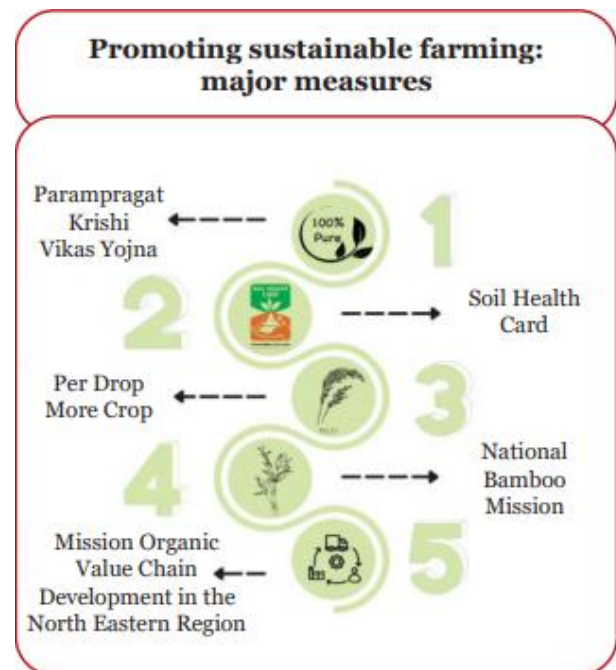 Promoting sustainable farming:
major measures
Parampragat
Krishi
Vikas Yojna
100%
Pure
1
2
Soil Health
Card
Per Drop
More Crop
3
4
National
Bamboo
Mission
Mission Organic
Value Chain
Development in the
North Eastern Region
5